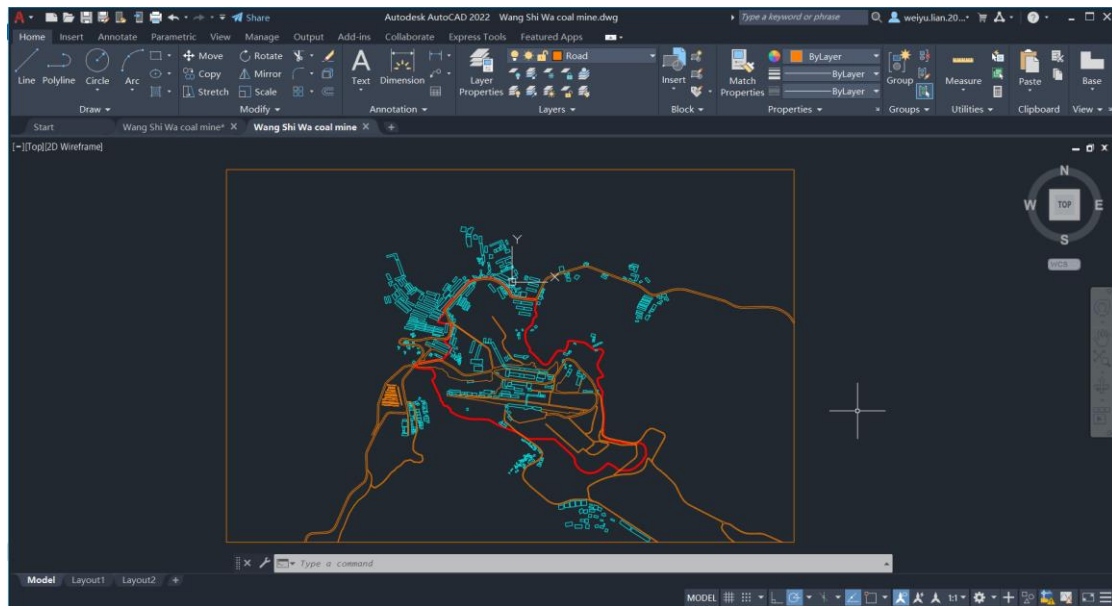 A Share Autodesk AutoCAD 2022 Wang Shi Wa coal mine.dwg Type a keyword or phrase weiyu.lian.20...
Home Insert Annotate Parametric View Manage Output Add-ins Collaborate Express Tools Featured Apps
Line Polyline Circle Arc Move Rotate Copy Mirror Stretch Scale A Text Dimension Layer Properties Road Insert Match Properties ByLayer ByLayer ByLayer Group Measure Paste Base
Draw Modify Annotation Layers Block Properties Groups Utilities Clipboard View
Start Wang Shi Wa coal mine* X Wang Shi Wa coal mine X +
[−][Top][2D Wireframe]
N
W TOP E
S
WCS
Y
X
Type a command
Model Layout1 Layout2 +
MODEL 1:1